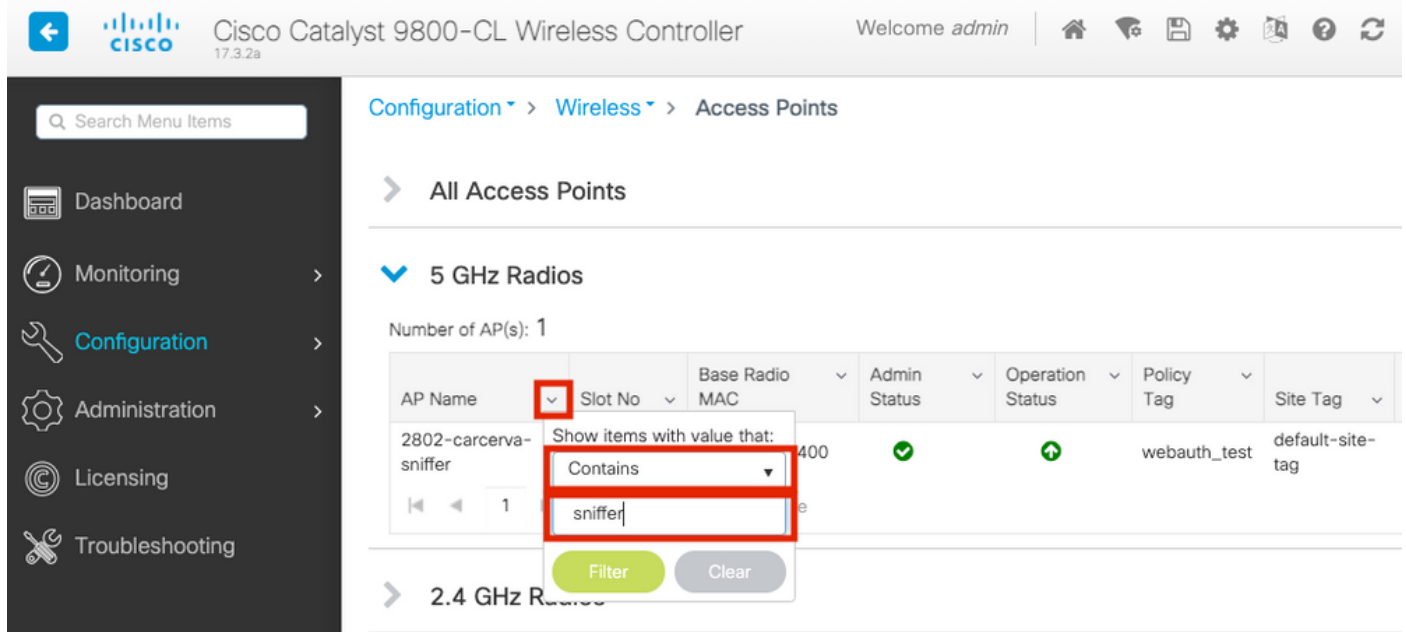 CISCO
Cisco Catalyst 9800-CL Wireless Controller
17.3.2a
Welcome admin
Search Menu Items
Dashboard
Monitoring
Configuration
Administration
Licensing
Troubleshooting
Configuration > Wireless > Access Points
All Access Points
5 GHz Radios
Number of AP(s): 1
AP Name
Slot No
Base Radio
MAC
Admin
Status
Operation
Status
Policy
Tag
Site Tag
2802-carcerva-
sniffer
400
webauth_test
default-site-
tag
1
Show items with value that:
Contains
sniffer
Filter
Clear
2.4 GHz